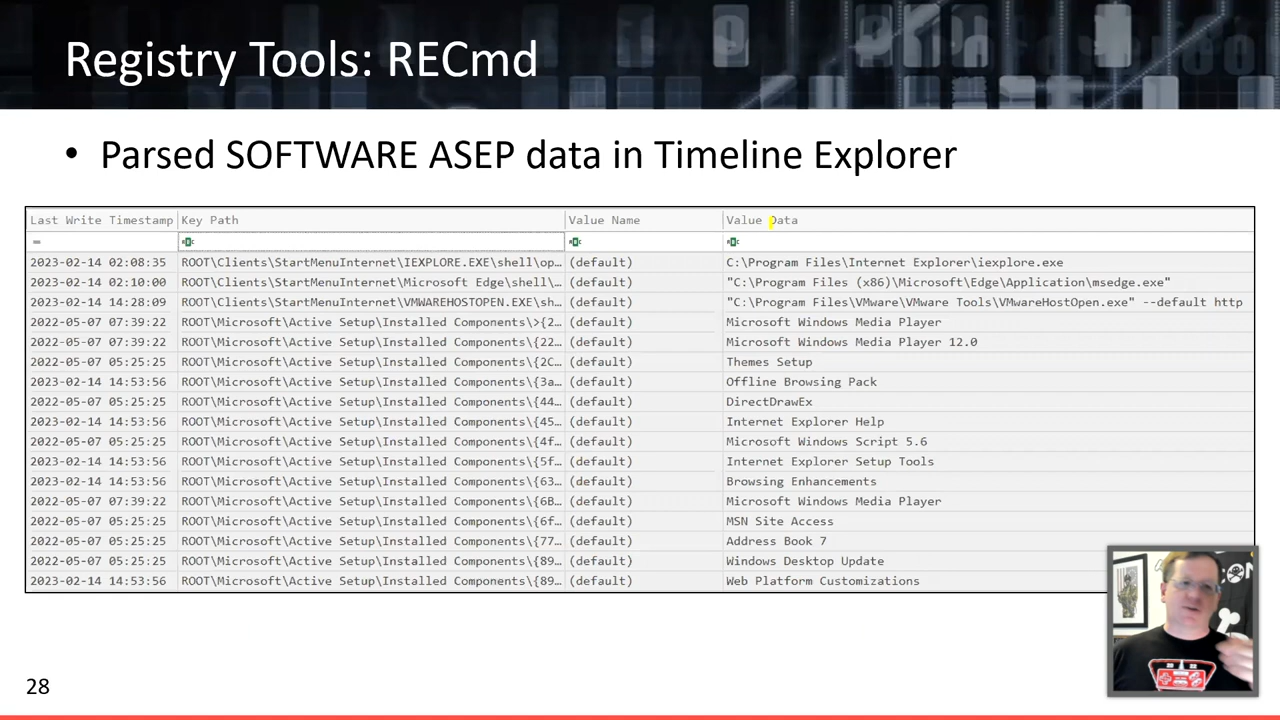 Registry Tools: RECmd
• Parsed SOFTWARE ASEP data in Timeline Explorer
Last Write Timestamp Key Path Value Name Value Data
=
2023-02-14 02:08:35 ROOT\Clients\StartMenuInternet\IEXPLORE.EXE\shell\op… (default) C:\Program Files\Internet Explorer\iexplore.exe
2023-02-14 02:10:00 ROOT\Clients\StartMenuInternet\Microsoft Edge\shell\… (default) "C:\Program Files (x86)\Microsoft\Edge\Application\msedge.exe"
2023-02-14 14:28:09 ROOT\Clients\StartMenuInternet\VMWAREHOSTOPEN.EXE\sh… (default) "C:\Program Files\VMware\VMware Tools\VMwareHostOpen.exe" --default http
2022-05-07 07:39:22 ROOT\Microsoft\Active Setup\Installed Components\>{2… (default) Microsoft Windows Media Player
2022-05-07 07:39:22 ROOT\Microsoft\Active Setup\Installed Components\{22… (default) Microsoft Windows Media Player 12.0
2022-05-07 05:25:25 ROOT\Microsoft\Active Setup\Installed Components\{2C… (default) Themes Setup
2023-02-14 14:53:56 ROOT\Microsoft\Active Setup\Installed Components\{3a… (default) Offline Browsing Pack
2022-05-07 05:25:25 ROOT\Microsoft\Active Setup\Installed Components\{44… (default) DirectDrawEx
2023-02-14 14:53:56 ROOT\Microsoft\Active Setup\Installed Components\{45… (default) Internet Explorer Help
2022-05-07 05:25:25 ROOT\Microsoft\Active Setup\Installed Components\{4f… (default) Microsoft Windows Script 5.6
2023-02-14 14:53:56 ROOT\Microsoft\Active Setup\Installed Components\{5f… (default) Internet Explorer Setup Tools
2023-02-14 14:53:56 ROOT\Microsoft\Active Setup\Installed Components\{63… (default) Browsing Enhancements
2022-05-07 07:39:22 ROOT\Microsoft\Active Setup\Installed Components\{6B… (default) Microsoft Windows Media Player
2022-05-07 05:25:25 ROOT\Microsoft\Active Setup\Installed Components\{6f… (default) MSN Site Access
2022-05-07 05:25:25 ROOT\Microsoft\Active Setup\Installed Components\{77… (default) Address Book 7
2022-05-07 05:25:25 ROOT\Microsoft\Active Setup\Installed Components\{89… (default) Windows Desktop Update
2023-02-14 14:53:56 ROOT\Microsoft\Active Setup\Installed Components\{89… (default) Web Platform Customizations
28